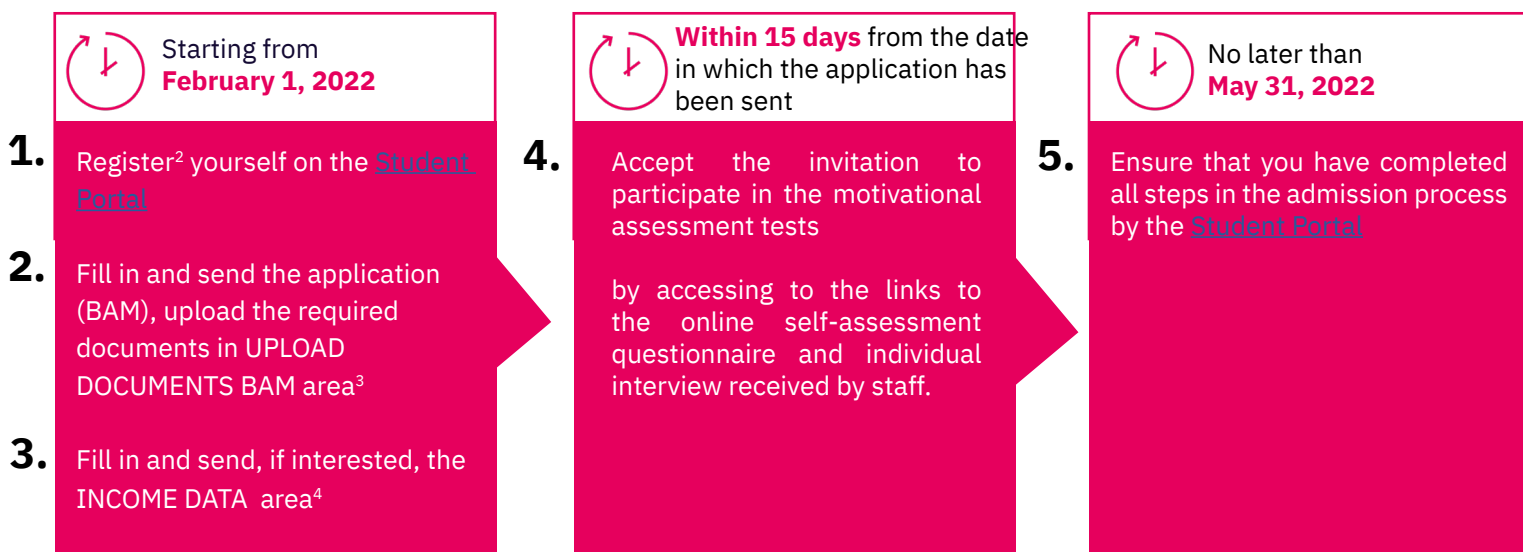 Starting from
February 1, 2022
1. Register² yourself on the Student
Portal
2. Fill in and send the application
(BAM), upload the required
documents in UPLOAD
DOCUMENTS BAM area³
3. Fill in and send, if interested, the
INCOME DATA area⁴
Within 15 days from the date
in which the application has
been sent
4. Accept the invitation to
participate in the motivational
assessment tests
by accessing to the links to
the online self-assessment
questionnaire and individual
interview received by staff.
No later than
May 31, 2022
5. Ensure that you have completed
all steps in the admission process
by the Student Portal